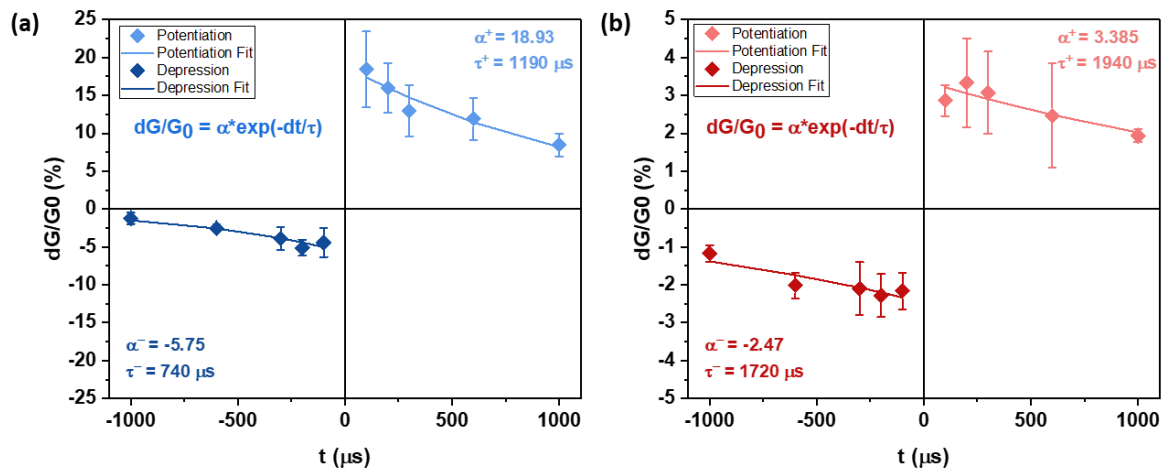 (a)
25
20
15
10
5
0
-5
-10
-15
-20
-25
dG/G0 (%)
Potentiation
Potentiation Fit
Depression
Depression Fit
α⁺ = 18.93
τ⁺ = 1190 μs
dG/G₀ = α*exp(-dt/τ)
α⁻ = -5.75
τ⁻ = 740 μs
-1000 -500 0 500 1000
t (μs)
(b)
5
4
3
2
1
0
-1
-2
-3
-4
-5
dG/G0 (%)
Potentiation
Potentiation Fit
Depression
Depression Fit
α⁺ = 3.385
τ⁺ = 1940 μs
dG/G₀ = α*exp(-dt/τ)
α⁻ = -2.47
τ⁻ = 1720 μs
-1000 -500 0 500 1000
t (μs)